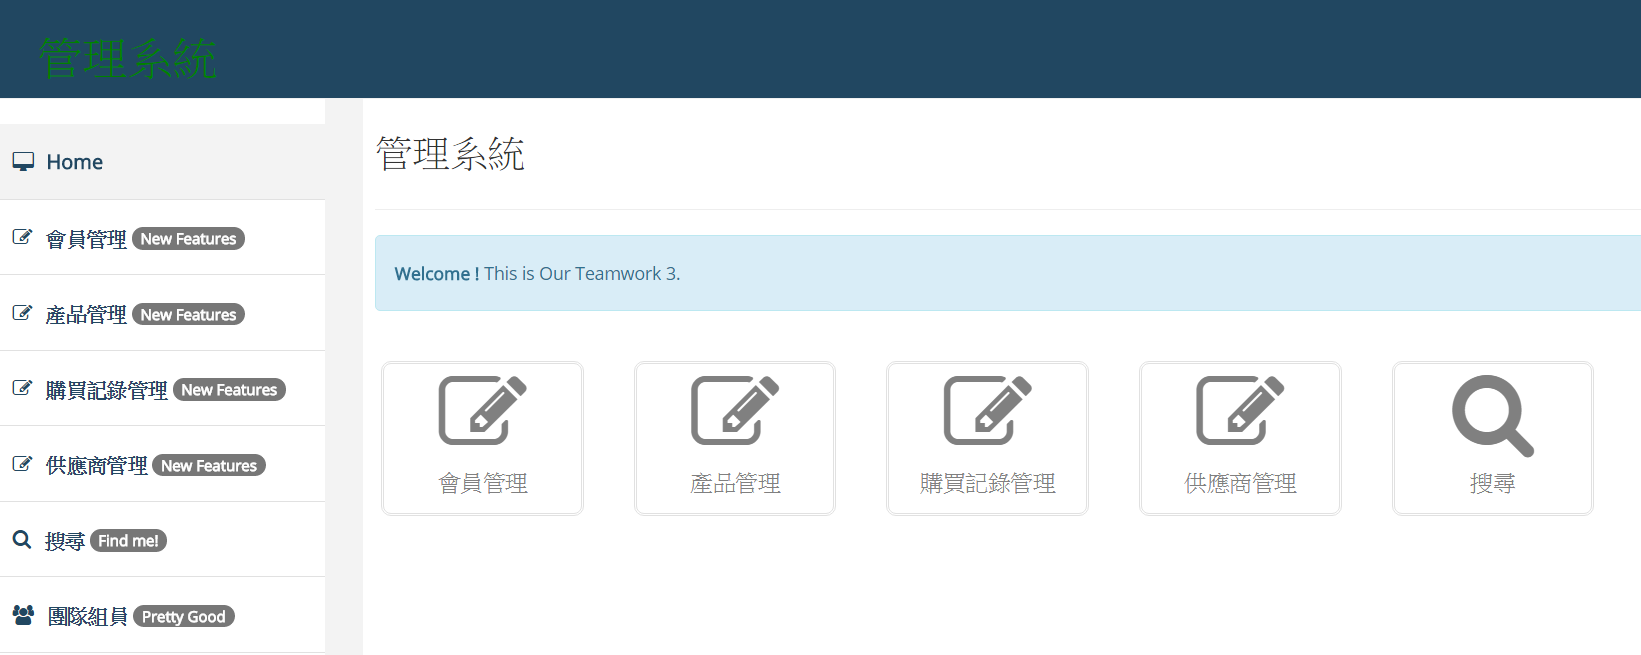 管理系統
Home
會員管理 New Features
產品管理 New Features
購買記錄管理 New Features
供應商管理 New Features
搜尋 Find me!
團隊組員 Pretty Good
管理系統
Welcome ! This is Our Teamwork 3.
會員管理
產品管理
購買記錄管理
供應商管理
搜尋